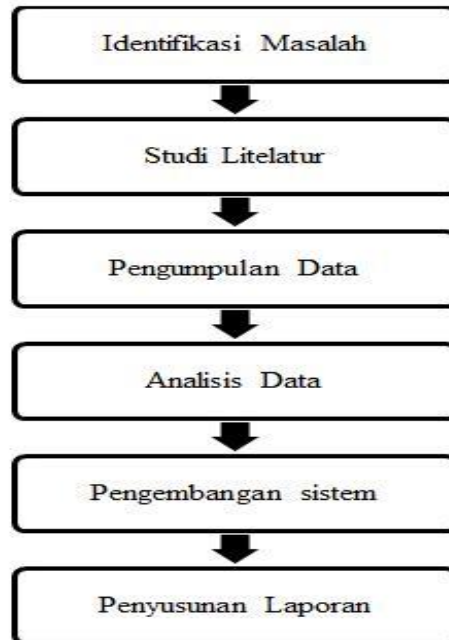 Identifikasi Masalah
Studi Litelatur
Pengumpulan Data
Analisis Data
Pengembangan sistem
Penyusunan Laporan